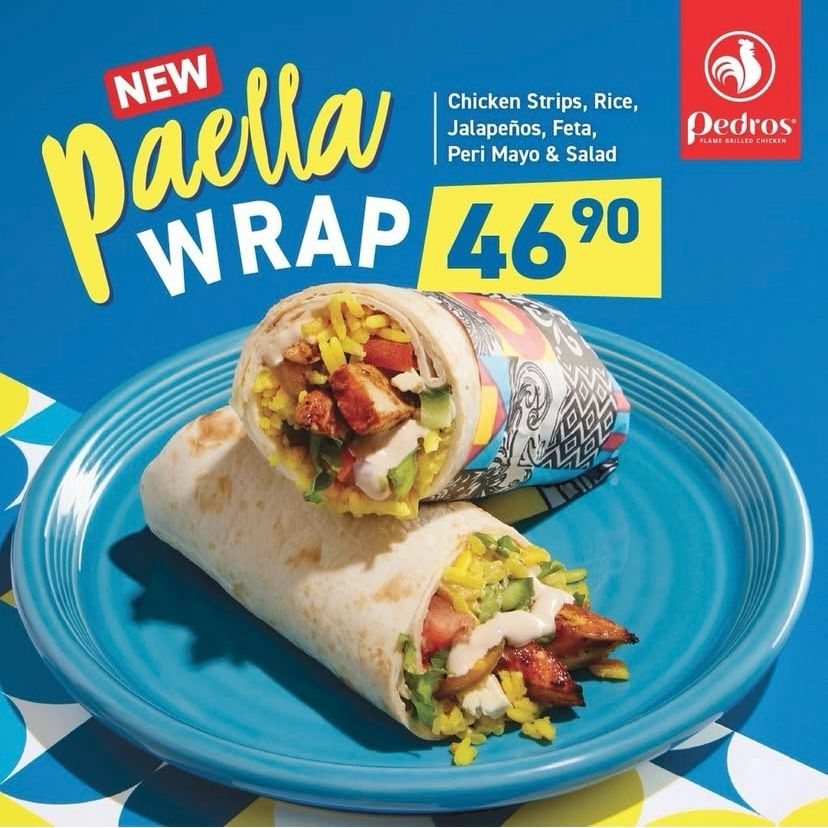 NEW
paella
WRAP
Chicken Strips, Rice,
Jalapeños, Feta,
Peri Mayo & Salad
46 90
Pedros
FLAME GRILLED CHICKEN